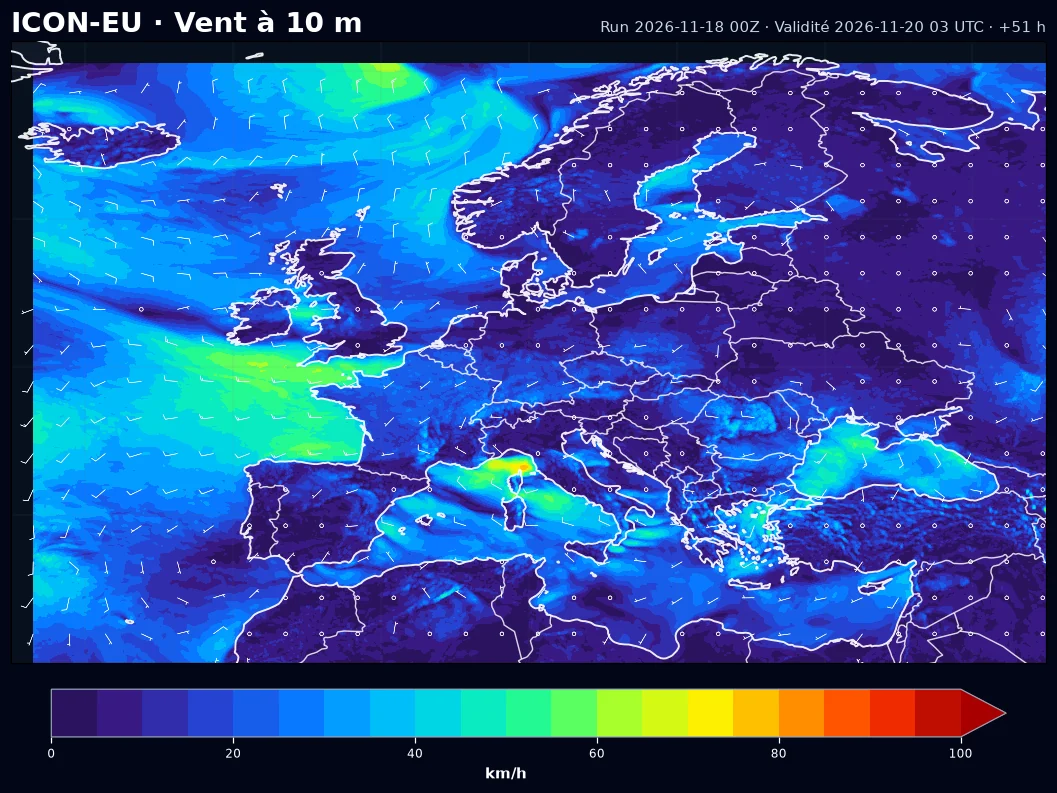 ICON-EU · Vent à 10 m
Run 2026-11-18 00Z · Validité 2026-11-20 03 UTC · +51 h
0 20 40 60 80 100
km/h